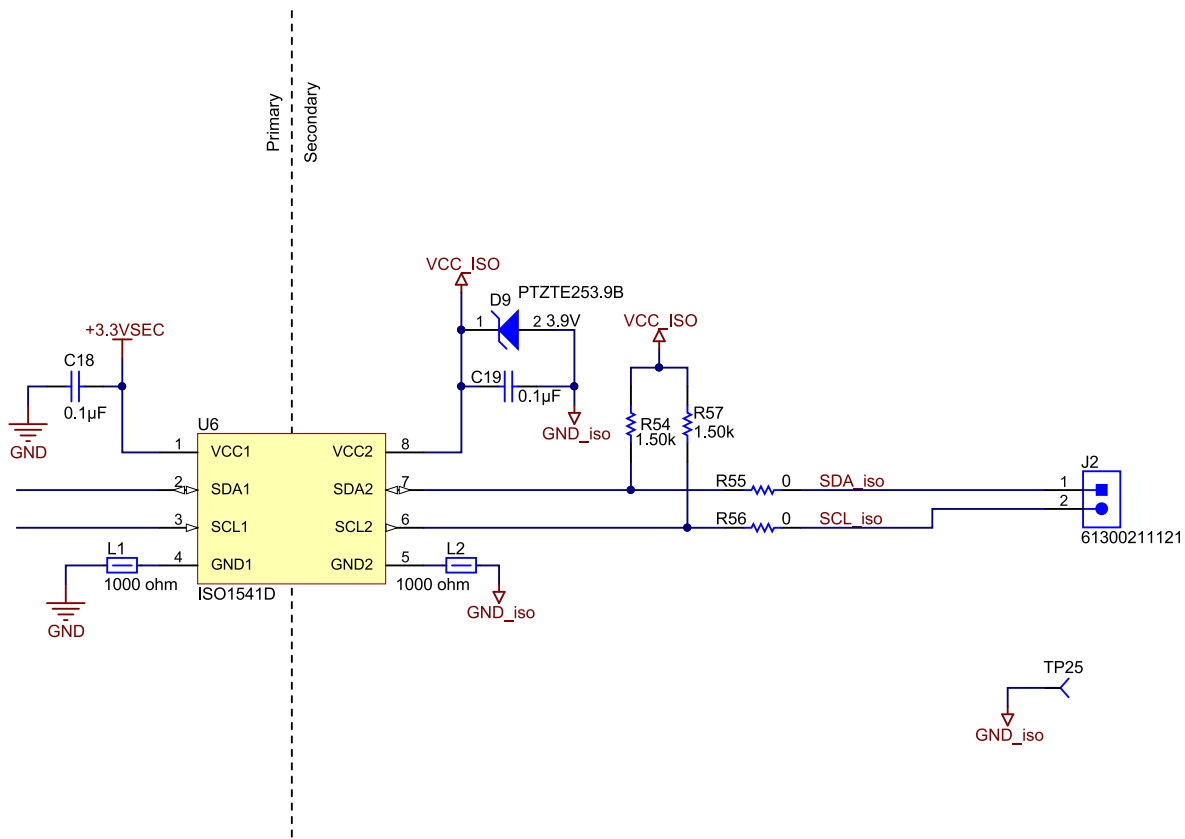 Primary
Secondary
VCC_ISO
D9
PTZTE253.9B
1
2 3.9V
VCC_ISO
+3.3VSEC
C18
0.1µF
GND
C19
0.1µF
GND_iso
R54
1.50k
R57
1.50k
U6
1 VCC1
VCC2 8
2 SDA1
SDA2 7
R55 0 SDA_iso
3 SCL1
SCL2 6
R56 0 SCL_iso
J2
1
2
61300211121
L1
1000 ohm
4 GND1
GND2 5
L2
1000 ohm
ISO1541D
GND
GND_iso
TP25
GND_iso